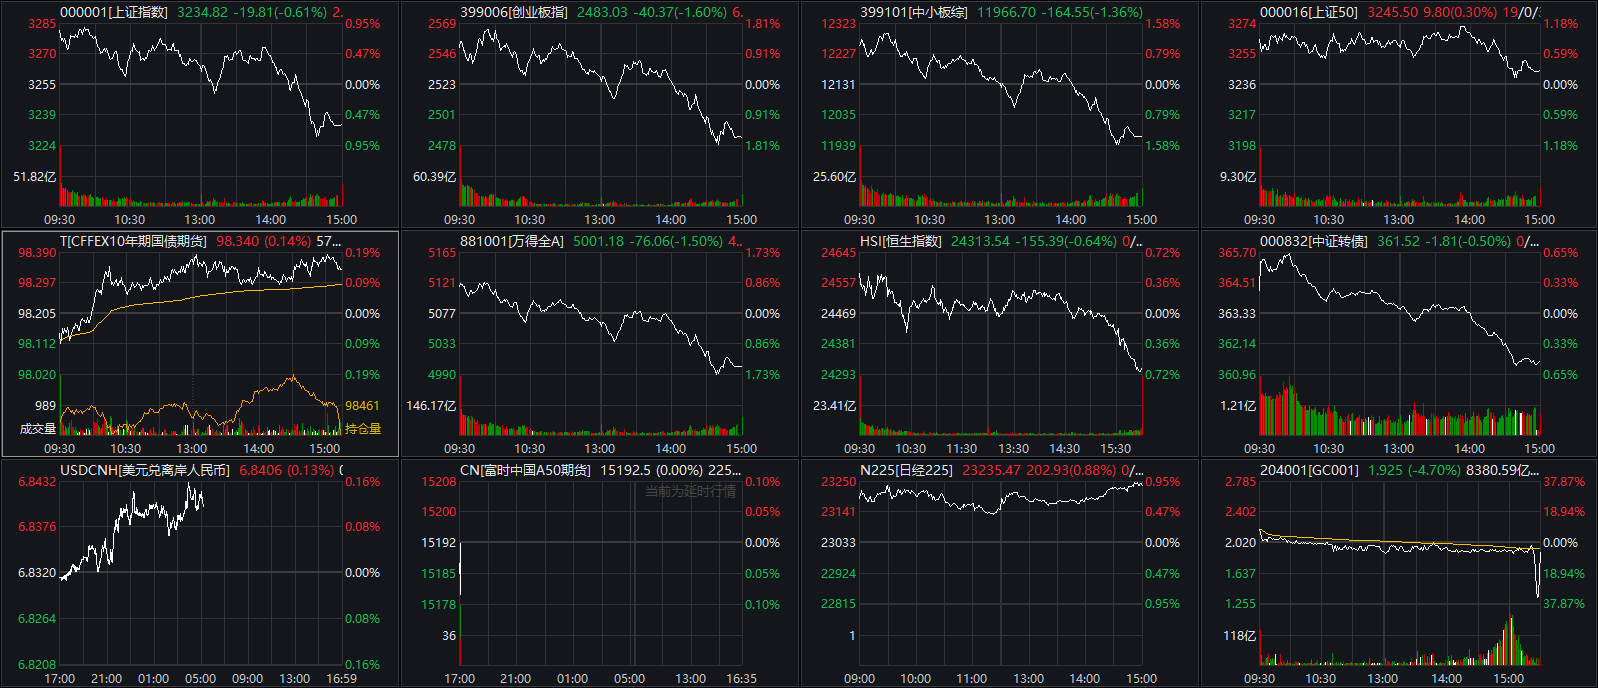 000001[上证指数] 3234.82 -19.81(-0.61%) 2.
3285 0.95%
3270 0.47%
3255 0.00%
3239 0.47%
3224 0.95%
51.82亿
09:30 10:30 13:00 14:00 15:00
399006[创业板指] 2483.03 -40.37(-1.60%) 6.
2569 1.81%
2546 0.91%
2523 0.00%
2501 0.91%
2478 1.81%
60.39亿
09:30 10:30 13:00 14:00 15:00
399101[中小板综] 11966.70 -164.55(-1.36%)
12323 1.58%
12227 0.79%
12131 0.00%
12035 0.79%
11939 1.58%
25.60亿
09:30 10:30 13:00 14:00 15:00
000016[上证50] 3245.50 9.80(0.30%) 19/0/
3274 1.18%
3255 0.59%
3236 0.00%
3217 0.59%
3198 1.18%
9.30亿
09:30 10:30 13:00 14:00 15:00
T[CFFEX10年期国债期货] 98.340 (0.14%) 57...
98.390 0.19%
98.297 0.09%
98.205 0.00%
98.112 0.09%
98.020 0.19%
989 98461
成交量 持仓量
09:30 10:30 13:00 14:00 15:00
881001[万得全A] 5001.18 -76.06(-1.50%) 4..
5165 1.73%
5121 0.86%
5077 0.00%
5033 0.86%
4990 1.73%
146.17亿
09:30 10:30 13:00 14:00 15:00
HSI[恒生指数] 24313.54 -155.39(-0.64%) 0/..
24645 0.72%
24557 0.36%
24469 0.00%
24381 0.36%
24293 0.72%
23.41亿
09:30 10:30 11:30 13:30 14:30 15:30
000832[中证转债] 361.52 -1.81(-0.50%) 0/...
365.70 0.65%
364.51 0.33%
363.33 0.00%
362.14 0.33%
360.96 0.65%
1.21亿
09:30 10:30 13:00 14:00 15:00
USDCNH[美元兑离岸人民币] 6.8406 (0.13%)
6.8432 0.16%
6.8376 0.08%
6.8320 0.00%
6.8264 0.08%
6.8208 0.16%
17:00 21:00 01:00 05:00 09:00 13:00 16:59
CN[富时中国A50期货] 15192.5 (0.00%) 225...
当前为延时行情
15208 0.10%
15200 0.05%
15192 0.00%
15185 0.05%
15178 0.10%
36
17:00 21:00 01:00 05:00 13:00 16:35
N225[日经225] 23235.47 202.93(0.88%) 0/...
23250 0.95%
23141 0.47%
23033 0.00%
22924 0.47%
22815 0.95%
1
09:00 10:00 11:00 13:00 14:00 15:00
204001[GC001] 1.925 (-4.70%) 8380.59亿...
2.785 37.87%
2.402 18.94%
2.020 0.00%
1.637 18.94%
1.255 37.87%
118亿
09:30 10:30 13:00 14:00 15:00